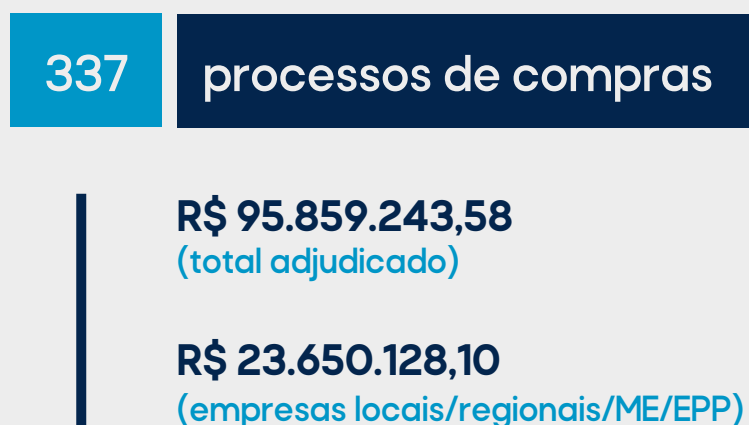 337 processos de compras
R$ 95.859.243,58
(total adjudicado)
R$ 23.650.128,10
(empresas locais/regionais/ME/EPP)